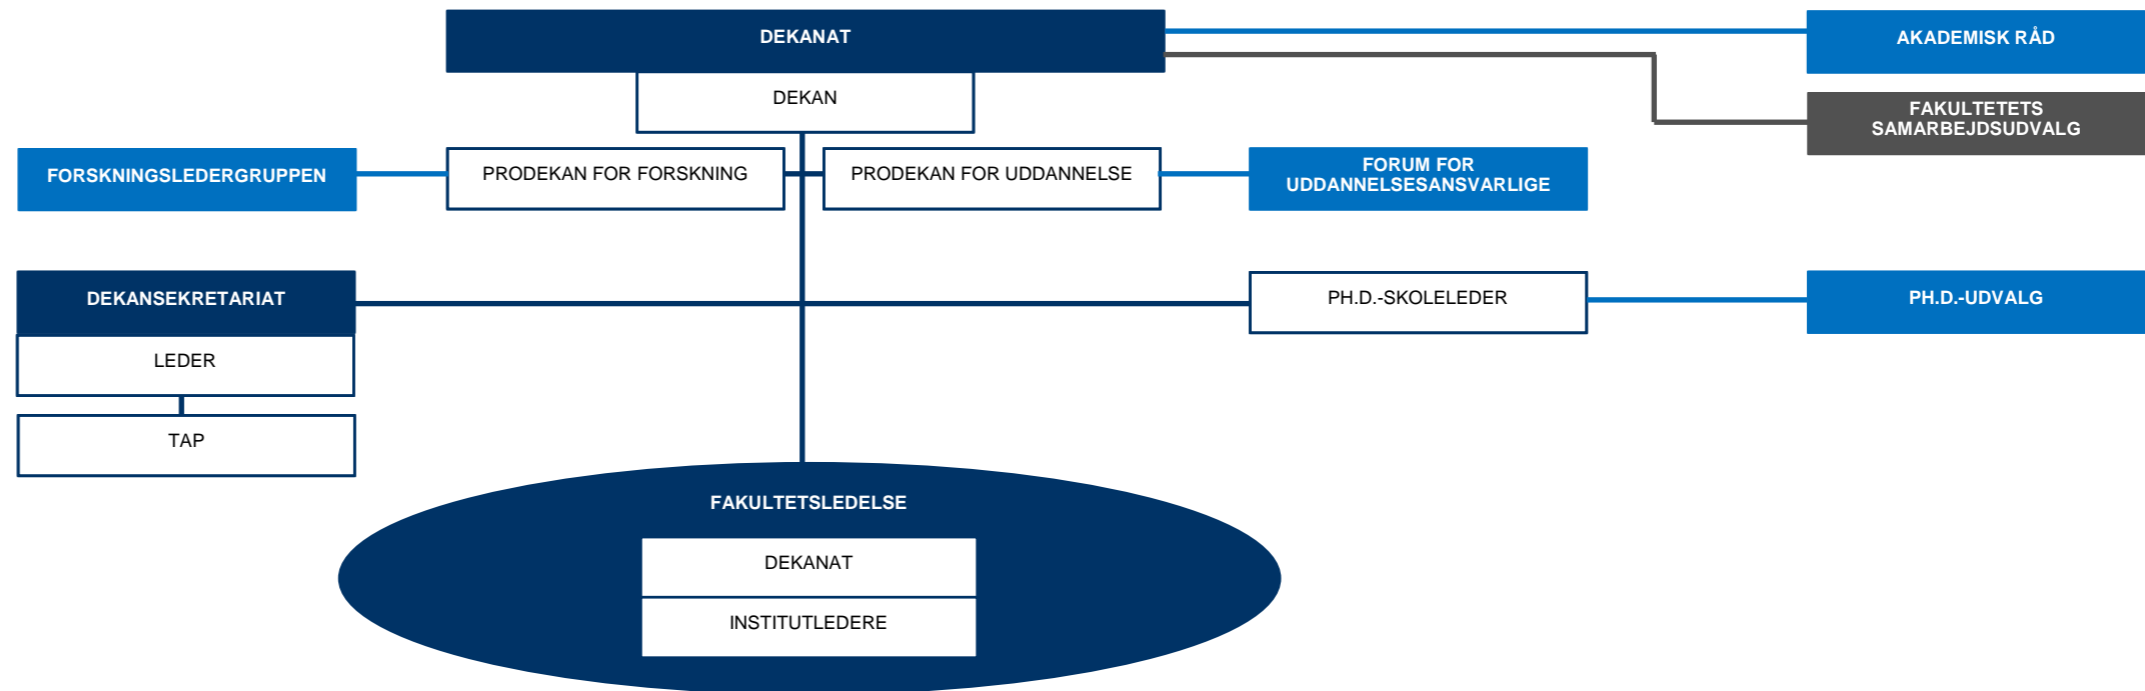 DEKANAT
AKADEMISK RÅD
DEKAN
FAKULTETETS
SAMARBEJDSUDVALG
FORSKNINGSLEDERGRUPPEN
PRODEKAN FOR FORSKNING
PRODEKAN FOR UDDANNELSE
FORUM FOR
UDDANNELSESANSVARLIGE
DEKANSEKRETARIAT
PH.D.-SKOLELEDER
PH.D.-UDVALG
LEDER
TAP
FAKULTETSLEDELSE
DEKANAT
INSTITUTLEDERE